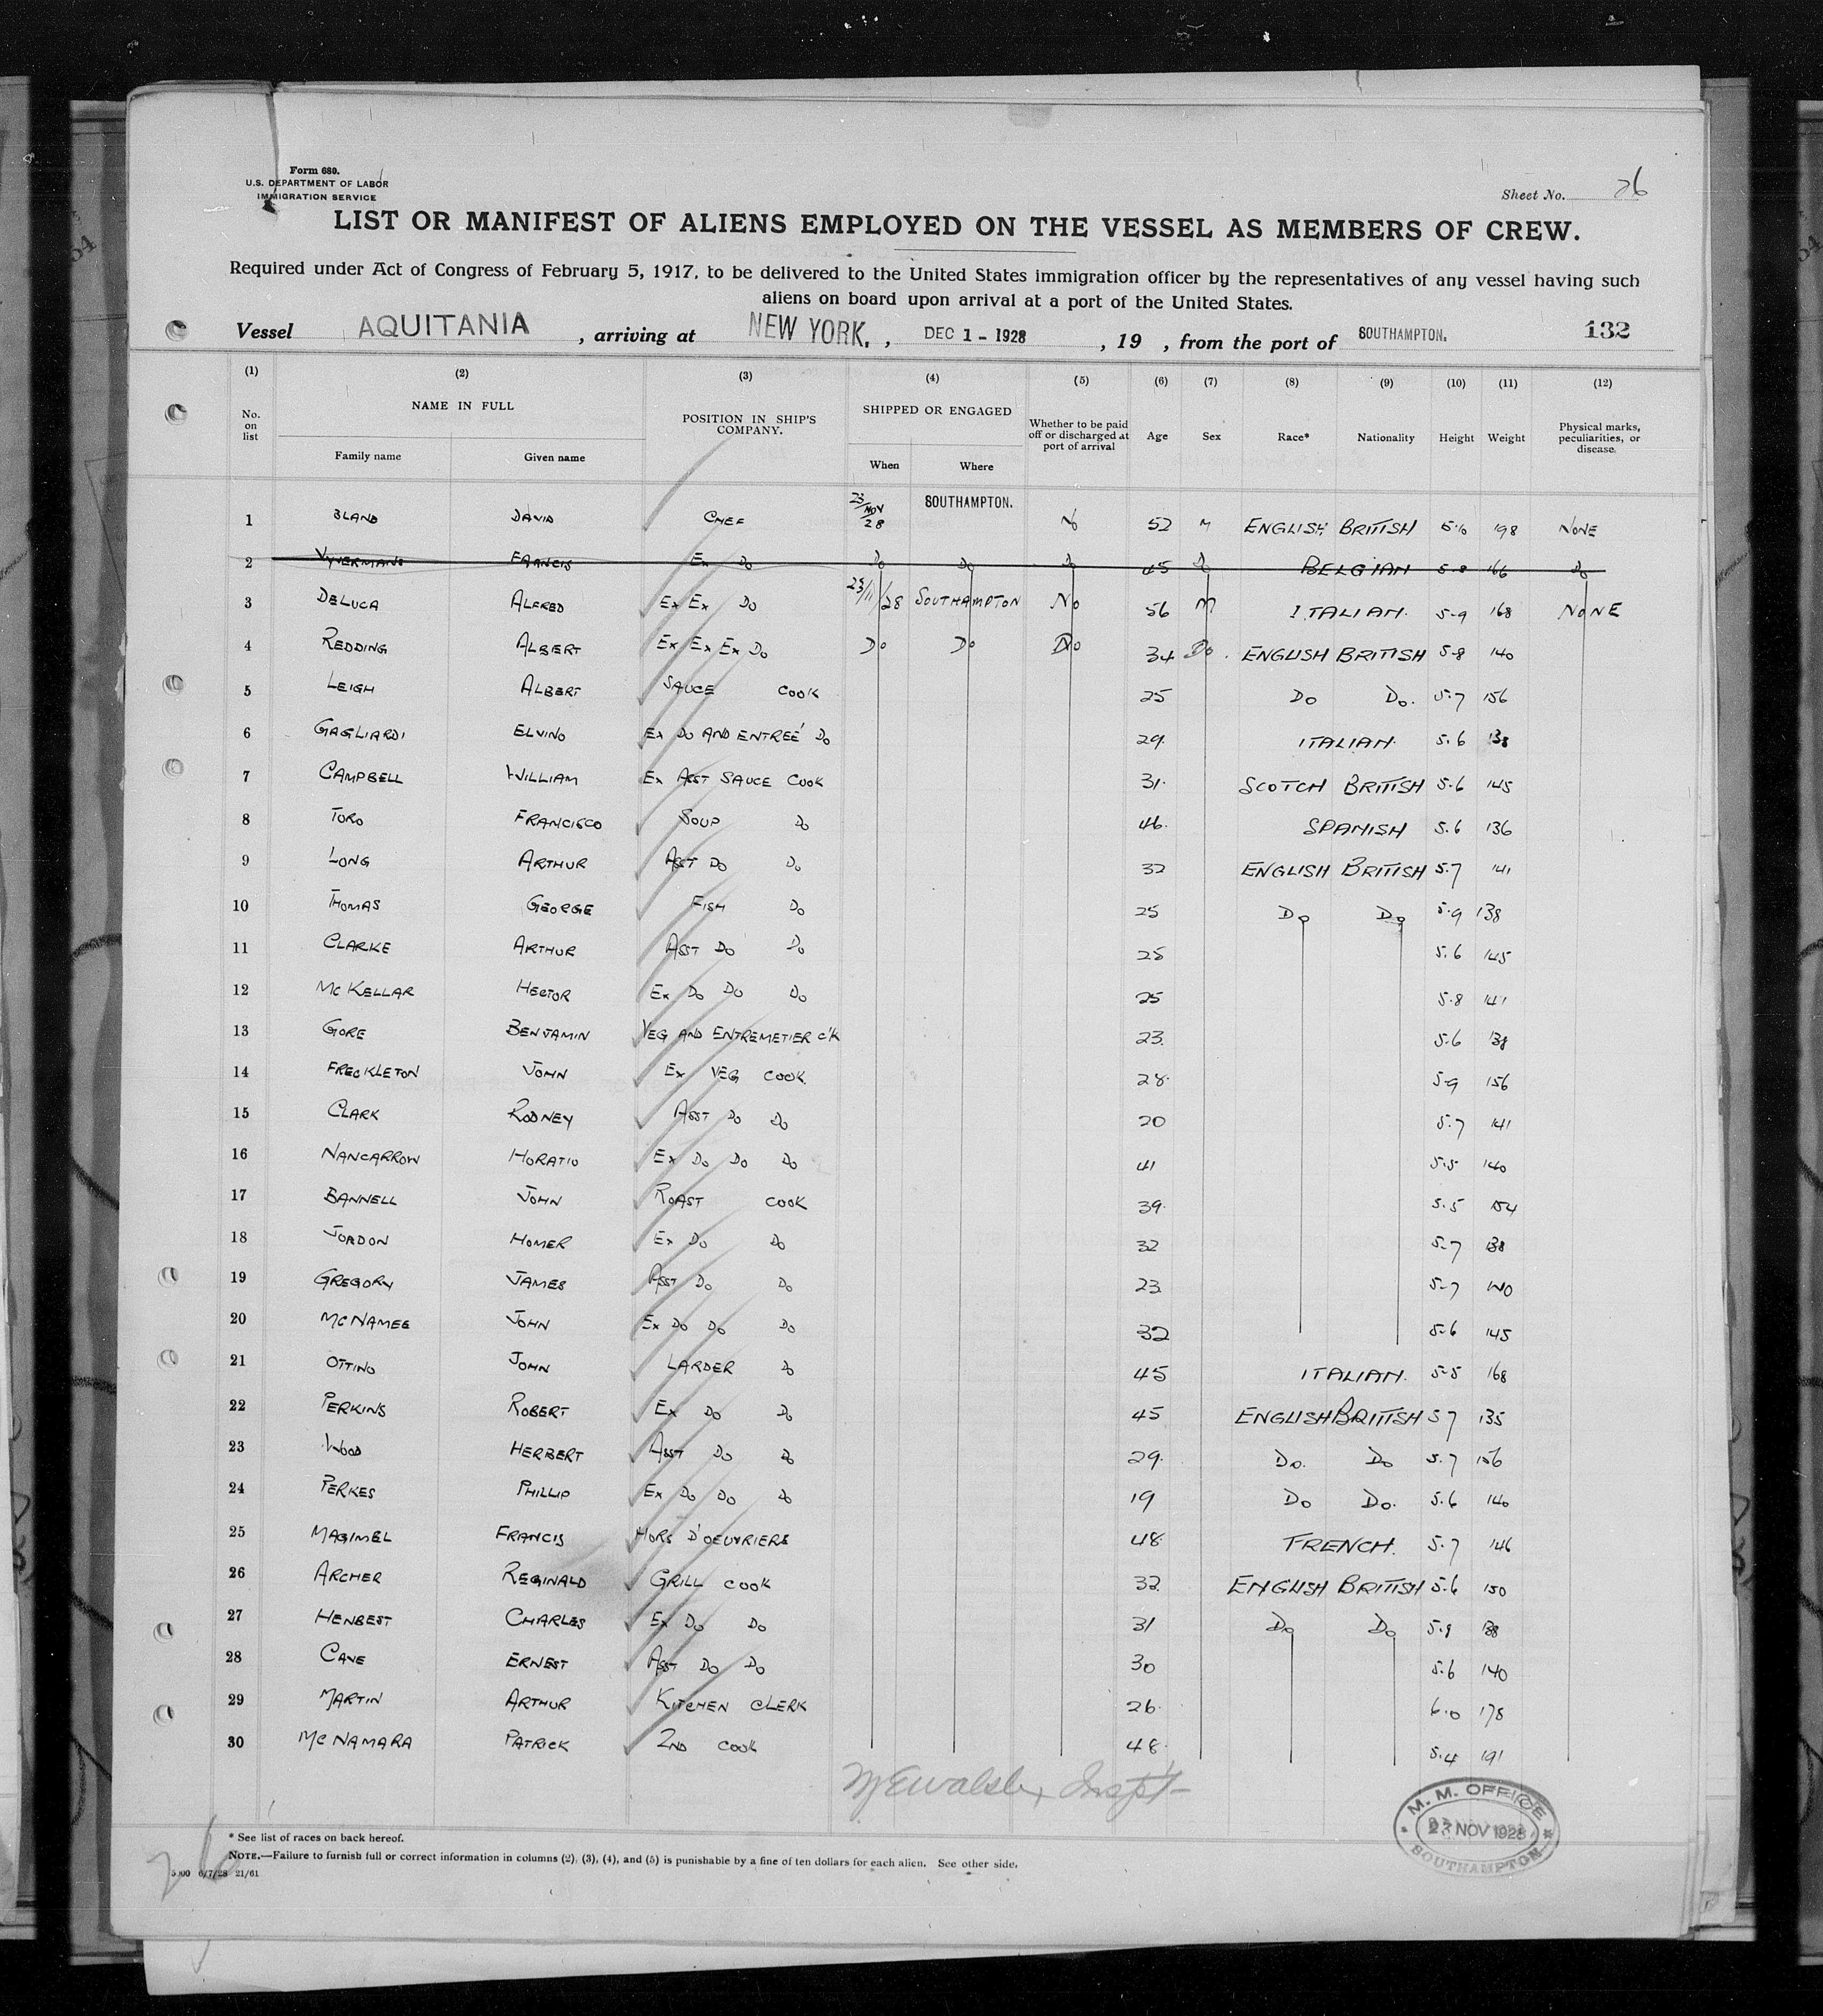 Form 680.
U.S. DEPARTMENT OF LABOR
IMMIGRATION SERVICE
Sheet No. 26
LIST OR MANIFEST OF ALIENS EMPLOYED ON THE VESSEL AS MEMBERS OF CREW.
Required under Act of Congress of February 5, 1917, to be delivered to the United States immigration officer by the representatives of any vessel having such
aliens on board upon arrival at a port of the United States.
Vessel AQUITANIA, arriving at NEW YORK., DEC 1 - 1928, 19 , from the port of SOUTHAMPTON. 132
(1) (2) (3) (4) (5) (6) (7) (8) (9) (10) (11) (12)
No. on list NAME IN FULL Family name Given name POSITION IN SHIP'S COMPANY. SHIPPED OR ENGAGED When Where Whether to be paid off or discharged at port of arrival Age Sex Race* Nationality Height Weight Physical marks, peculiarities, or disease.
1 BLAND DAVID CHEF 23/NOV/28 SOUTHAMPTON. No 52 M ENGLISH BRITISH 5.10 198 NONE
2 VYVERMANS FRANCIS Ex Do Do Do Do 45 Do BELGIAN 5-8 166 Do
3 DELUCA ALFRED Ex Ex Do 23/11/28 SOUTHAMPTON No 56 M ITALIAN. 5-9 168 NONE
4 REDDING ALBERT Ex Ex Ex Do Do Do Do 34 Do. ENGLISH BRITISH 5-8 140
5 LEIGH ALBERT SAUCE COOK 25 Do Do. 5-7 156
6 GAGLIARDI ELVINO Ex Do AND ENTREÉ Do 29. ITALIAN. 5.6 138
7 CAMPBELL WILLIAM Ex ASST SAUCE COOK 31. SCOTCH BRITISH 5.6 145
8 TORO FRANCISCO SOUP Do 46. SPANISH 5.6 136
9 LONG ARTHUR ASST Do Do 32 ENGLISH BRITISH 5.7 141
10 THOMAS GEORGE FISH Do 25 Do Do 5.9 138
11 CLARKE ARTHUR ASST Do Do 25 5.6 145
12 McKELLAR HECTOR Ex Do Do Do 25 5.8 141
13 GORE BENJAMIN VEG AND ENTREMETIER C'K 23. 5.6 138
14 FRECKLETON JOHN Ex VEG COOK. 28. 5-9 156
15 CLARK RODNEY ASST Do Do 20 5.7 141
16 NANCARROW HORATIO Ex Do Do Do 41 5.5 140
17 BANNELL JOHN ROAST COOK 39. 5.5 154
18 JORDON HOMER Ex Do Do 32 5-7 138
19 GREGORY JAMES ASST Do Do 23 5-7 140
20 McNAMEE JOHN Ex Do Do Do 32 5-6 145
21 OTTINO JOHN LARDER Do 45 ITALIAN. 5-5 168
22 PERKINS ROBERT Ex Do Do 45 ENGLISH BRITISH 5 7 135
23 WOOD HERBERT ASST Do Do 29. Do. Do 5.7 156
24 PERKES PHILLIP Ex Do Do Do 19 Do Do. 5.6 140
25 MAGIMEL FRANCIS HORS D'OEUVRIERS 48. FRENCH. 5.7 146
26 ARCHER REGINALD GRILL COOK 32. ENGLISH BRITISH 5.6 150
27 HENBEST CHARLES Ex Do Do 31 Do Do 5.9 138
28 CAVE ERNEST ASST Do Do 30 5.6 140
29 MARTIN ARTHUR KITCHEN CLERK 26. 6.0 178
30 McNAMARA PATRICK 2ND COOK 48. 5.4 191
M. M. OFFICE
23 NOV 1928
SOUTHAMPTON
* See list of races on back hereof.
NOTE.—Failure to furnish full or correct information in columns (2), (3), (4), and (5) is punishable by a fine of ten dollars for each alien. See other side.
5000 6/7/28 21/61